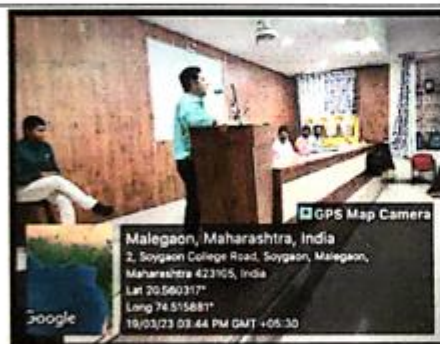 GPS Map Camera
Malegaon, Maharashtra, India
2, Soygaon College Road, Soygaon, Malegaon,
Maharashtra 423105, India
Lat 20.560317°
Long 74.515881°
19/03/23 03:44 PM GMT +05:30
Google